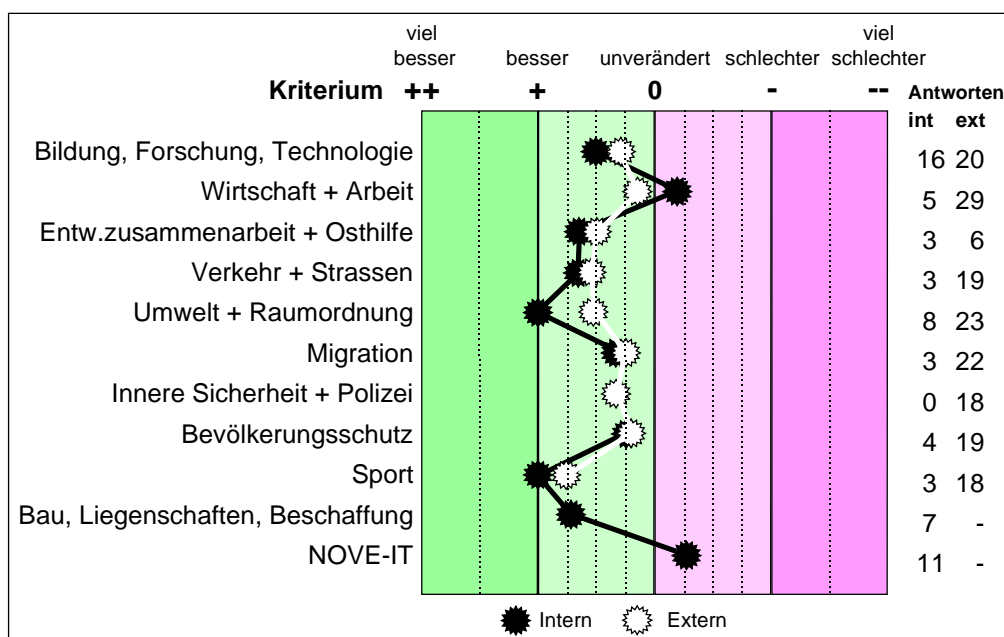 viel besser besser unverändert schlechter viel schlechter
Kriterium ++ + 0 - -- Antworten
int ext
Bildung, Forschung, Technologie 16 20
Wirtschaft + Arbeit 5 29
Entw.zusammenarbeit + Osthilfe 3 6
Verkehr + Strassen 3 19
Umwelt + Raumordnung 8 23
Migration 3 22
Innere Sicherheit + Polizei 0 18
Bevölkerungsschutz 4 19
Sport 3 18
Bau, Liegenschaften, Beschaffung 7 -
NOVE-IT 11 -
Intern Extern